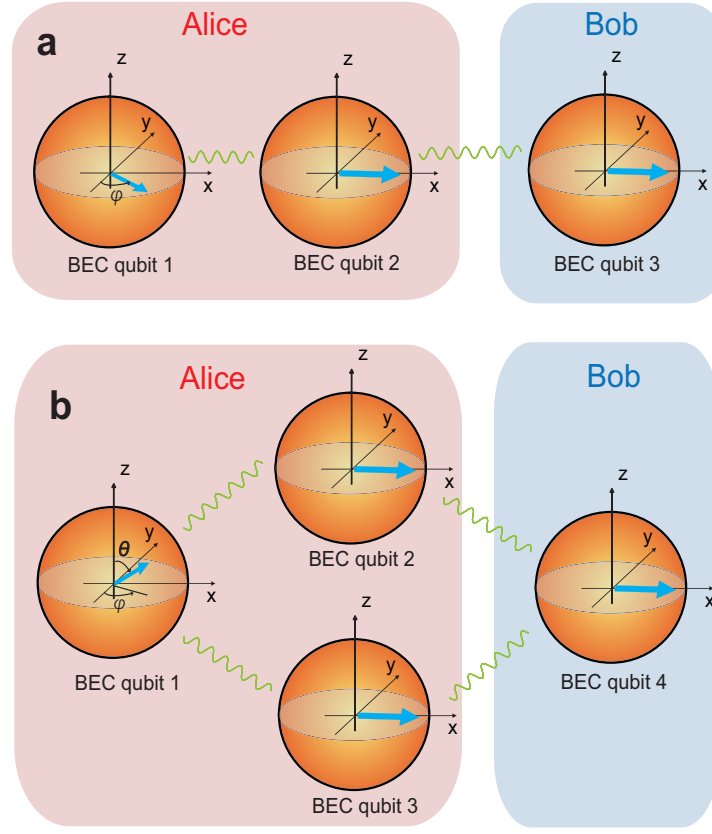 a
Alice
Bob
z
y
x
φ
BEC qubit 1
z
y
x
BEC qubit 2
z
y
x
BEC qubit 3
b
Alice
Bob
z
y
x
BEC qubit 2
z
y
x
θ
φ
BEC qubit 1
z
y
x
BEC qubit 4
z
y
x
BEC qubit 3